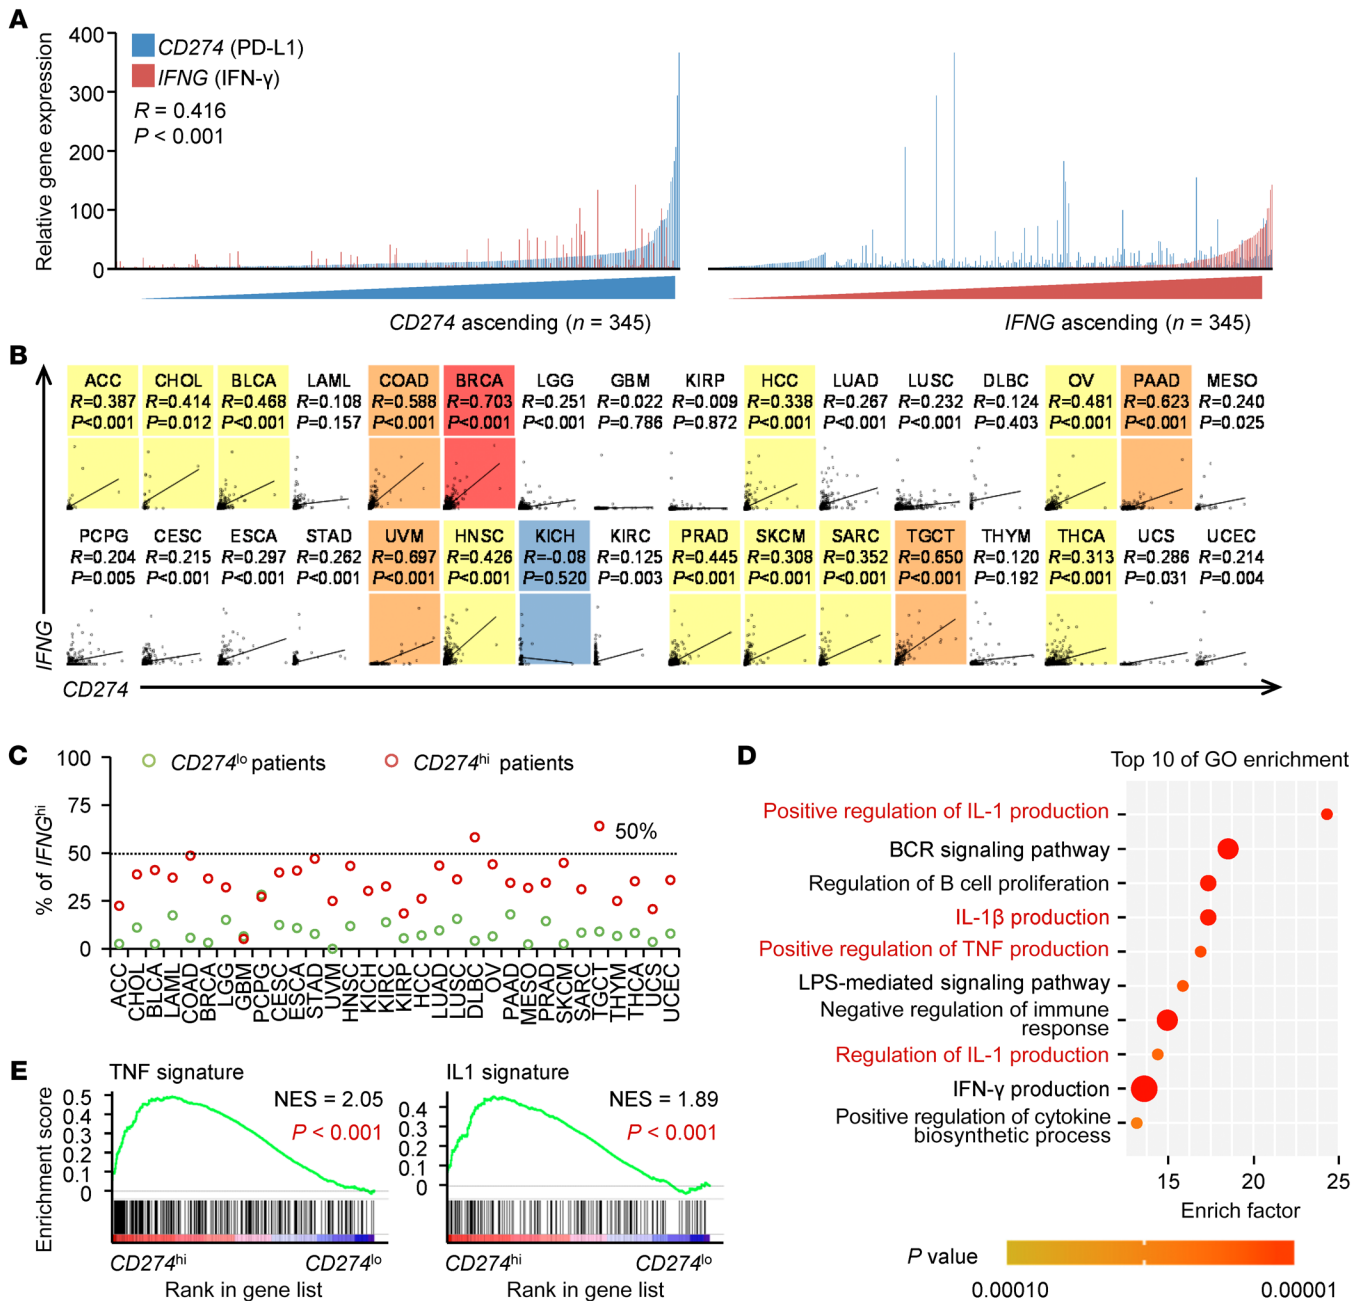 A
400
300
200
100
0
Relative gene expression
CD274 (PD-L1)
IFNG (IFN-γ)
R = 0.416
P < 0.001
CD274 ascending (n = 345)
IFNG ascending (n = 345)
B
ACC CHOL BLCA LAML COAD BRCA LGG GBM KIRP HCC LUAD LUSC DLBC OV PAAD MESO
R=0.387 R=0.414 R=0.468 R=0.108 R=0.588 R=0.703 R=0.251 R=0.022 R=0.009 R=0.338 R=0.267 R=0.232 R=0.124 R=0.481 R=0.623 R=0.240
P<0.001 P=0.012 P<0.001 P=0.157 P<0.001 P<0.001 P<0.001 P=0.786 P=0.872 P<0.001 P<0.001 P<0.001 P=0.403 P<0.001 P<0.001 P=0.025
PCPG CESC ESCA STAD UVM HNSC KICH KIRC PRAD SKCM SARC TGCT THYM THCA UCS UCEC
R=0.204 R=0.215 R=0.297 R=0.262 R=0.697 R=0.426 R=-0.08 R=0.125 R=0.445 R=0.308 R=0.352 R=0.650 R=0.120 R=0.313 R=0.286 R=0.214
P=0.005 P<0.001 P<0.001 P<0.001 P<0.001 P<0.001 P=0.520 P=0.003 P<0.001 P<0.001 P<0.001 P<0.001 P=0.192 P<0.001 P=0.031 P=0.004
IFNG
CD274
C
100
75
50
25
0
% of IFNGhi
CD274lo patients
CD274hi patients
50%
ACC CHOL BLCA LAML COAD BRCA LGG GBM PCPG CESC ESCA STAD UVM HNSC KICH KIRC KIRP HCC LUAD LUSC DLBC OV PAAD MESO PRAD SKCM SARC TGCT THYM THCA UCS UCEC
D
Top 10 of GO enrichment
Positive regulation of IL-1 production
BCR signaling pathway
Regulation of B cell proliferation
IL-1β production
Positive regulation of TNF production
LPS-mediated signaling pathway
Negative regulation of immune
response
Regulation of IL-1 production
IFN-γ production
Positive regulation of cytokine
biosynthetic process
15 20 25
Enrich factor
P value
0.00010 0.00001
E
TNF signature
NES = 2.05
P < 0.001
0.5
0.4
0.3
0.2
0.1
0
Enrichment score
CD274hi CD274lo
Rank in gene list
IL1 signature
NES = 1.89
P < 0.001
0.4
0.3
0.2
0.1
0
CD274hi CD274lo
Rank in gene list